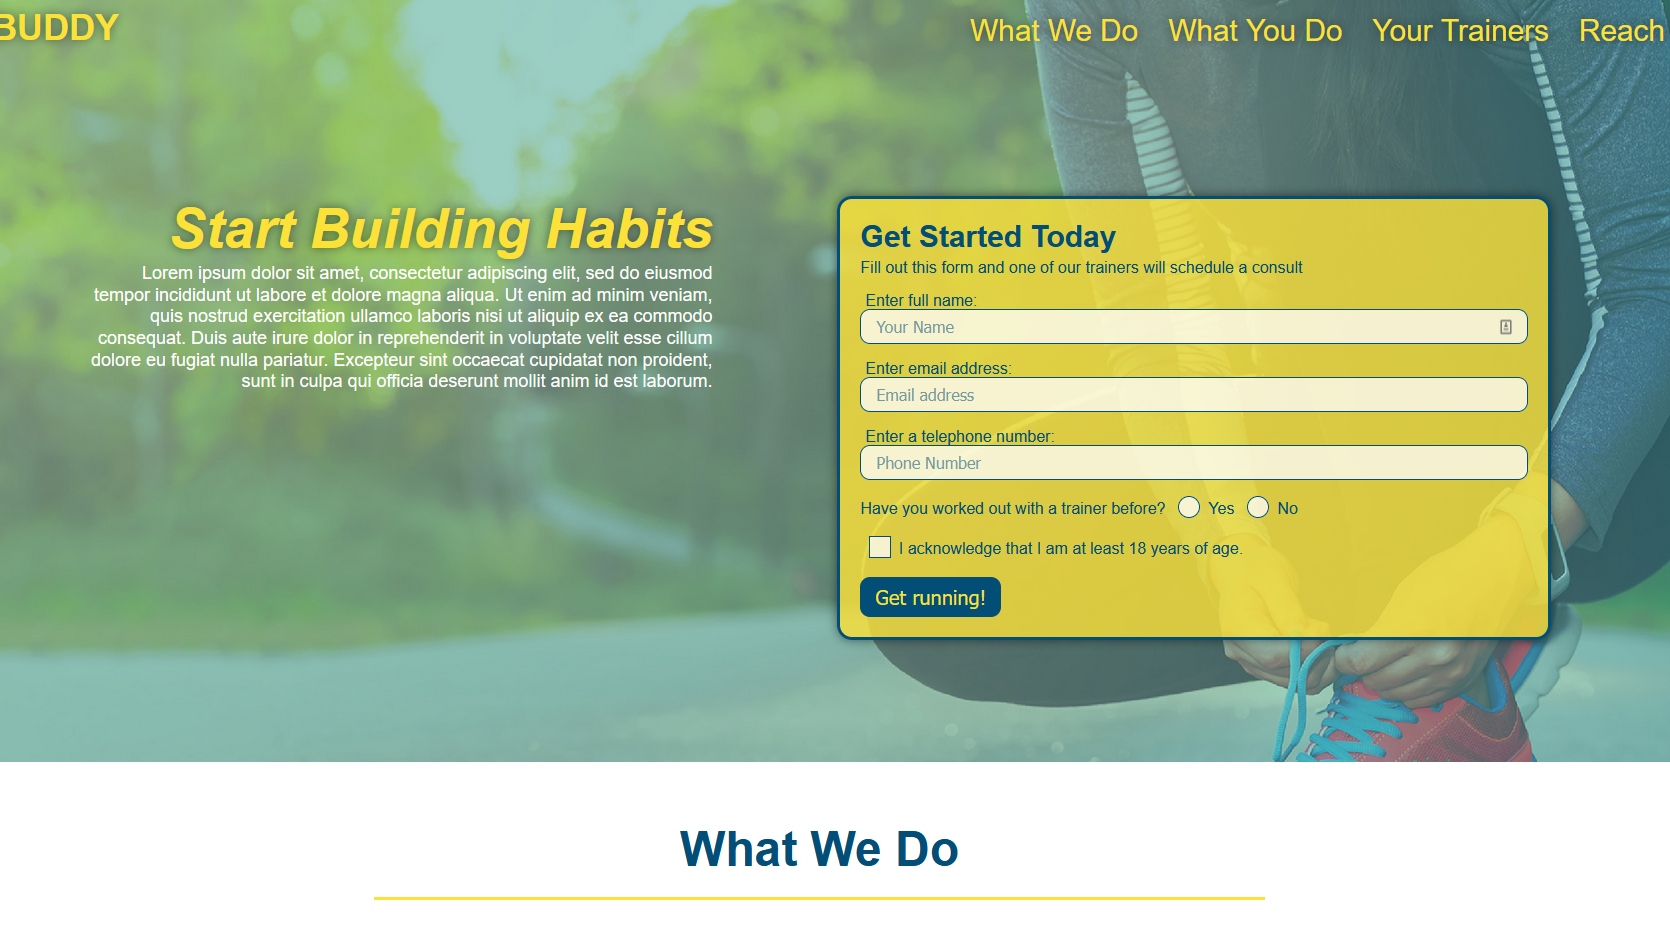 BUDDY
What We Do What You Do Your Trainers Reach
Start Building Habits
Lorem ipsum dolor sit amet, consectetur adipiscing elit, sed do eiusmod
tempor incididunt ut labore et dolore magna aliqua. Ut enim ad minim veniam,
quis nostrud exercitation ullamco laboris nisi ut aliquip ex ea commodo
consequat. Duis aute irure dolor in reprehenderit in voluptate velit esse cillum
dolore eu fugiat nulla pariatur. Excepteur sint occaecat cupidatat non proident,
sunt in culpa qui officia deserunt mollit anim id est laborum.
Get Started Today
Fill out this form and one of our trainers will schedule a consult
Enter full name:
Your Name
Enter email address:
Email address
Enter a telephone number:
Phone Number
Have you worked out with a trainer before? Yes No
I acknowledge that I am at least 18 years of age.
Get running!
What We Do